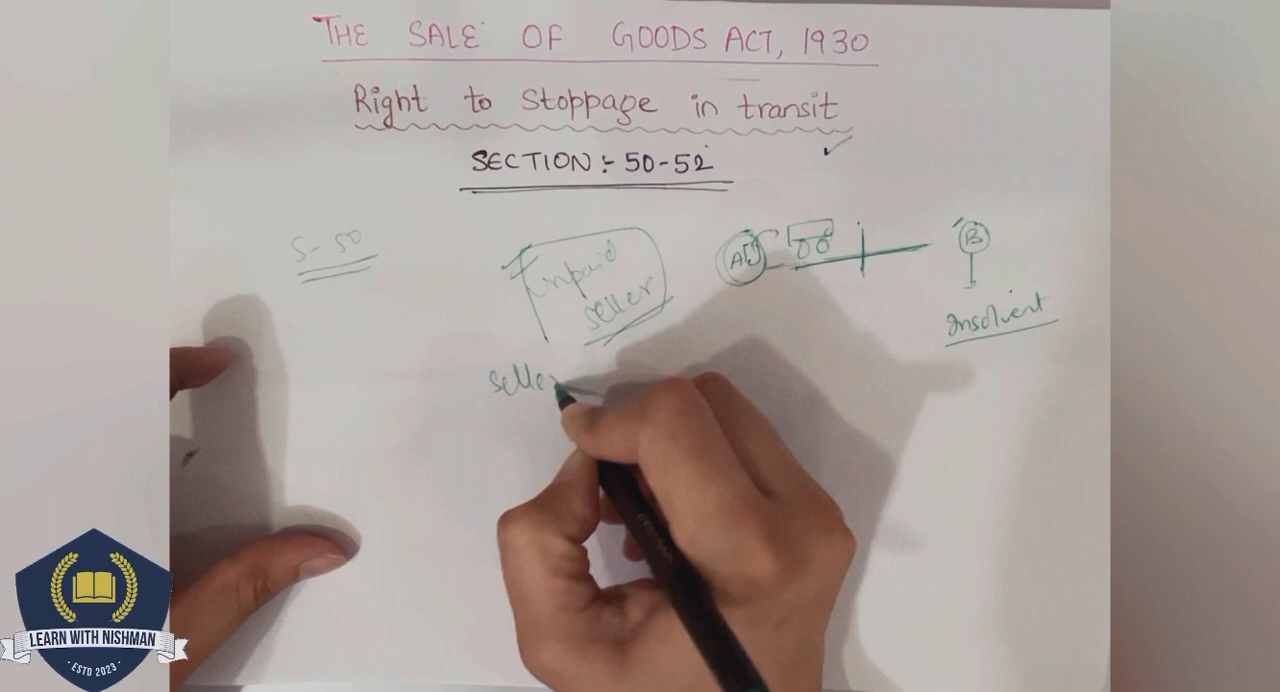 THE SALE OF GOODS ACT, 1930
Right to Stoppage in transit
SECTION :- 50-52
S-50
Unpaid
seller
A
B
Insolvent
selle
LEARN WITH NISHMAN
- ESTD 2023 -